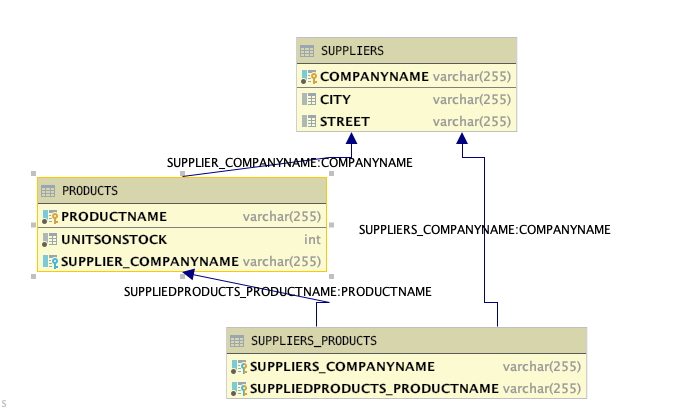 SUPPLIERS
COMPANYNAME varchar(255)
CITY varchar(255)
STREET varchar(255)
SUPPLIER_COMPANYNAME:COMPANYNAME
PRODUCTS
PRODUCTNAME varchar(255)
UNITSONSTOCK int
SUPPLIER_COMPANYNAME varchar(255)
SUPPLIERS_COMPANYNAME:COMPANYNAME
SUPPLIEDPRODUCTS_PRODUCTNAME:PRODUCTNAME
SUPPLIERS_PRODUCTS
SUPPLIERS_COMPANYNAME varchar(255)
SUPPLIEDPRODUCTS_PRODUCTNAME varchar(255)
s